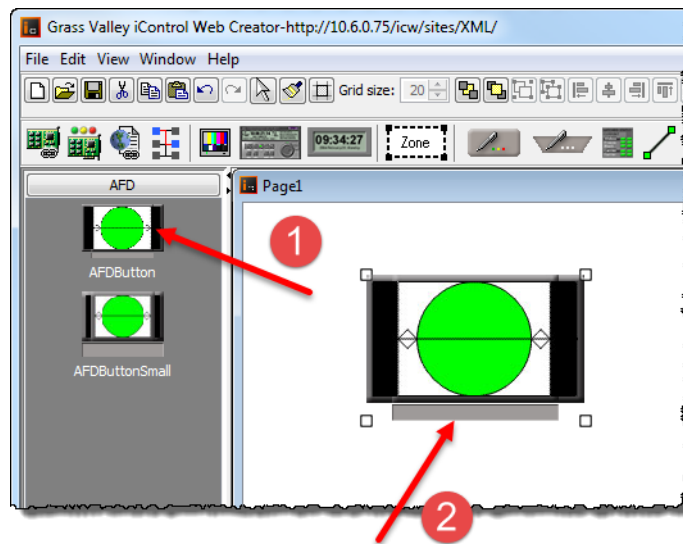 Grass Valley iControl Web Creator-http://10.6.0.75/icw/sites/XML/
File Edit View Window Help
Grid size: 20
09:34:27
Zone
AFD
Page1
1
AFDButton
AFDButtonSmall
2